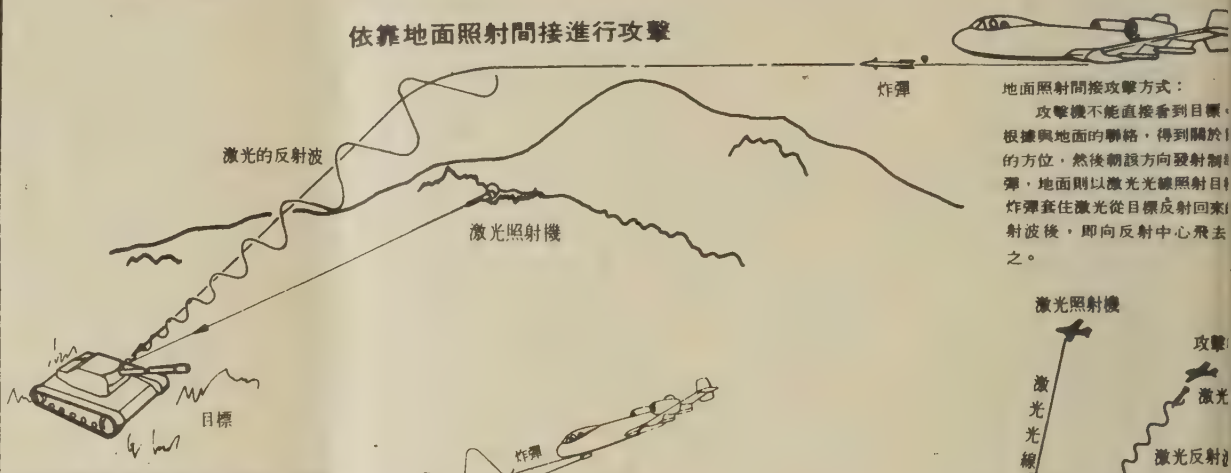 依靠地面照射間接進行攻擊
炸彈
地面照射間接攻擊方式：
攻擊機不能直接看到目標，
根據與地面的聯絡，得到關於
的方位，然後朝該方向發射制
彈，地面則以激光光線照射目
炸彈套住激光從目標反射回來
射波後，即向反射中心飛去
之。
激光的反射波
激光照射機
目標
炸彈
激光照射機
激光光線
攻擊
激光
激光反射